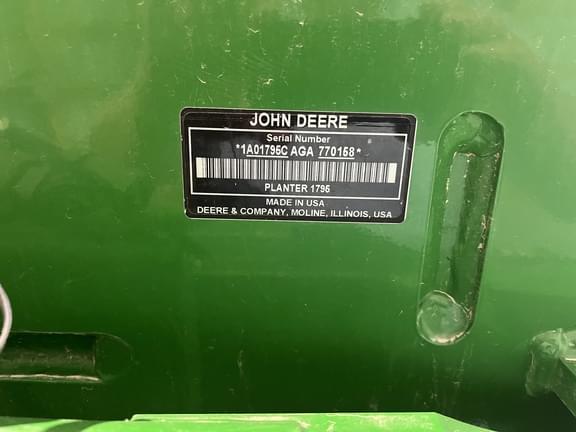 JOHN DEERE
Serial Number
*1A01795C AGA 770158*
PLANTER 1795
MADE IN USA
DEERE & COMPANY, MOLINE, ILLINOIS, USA